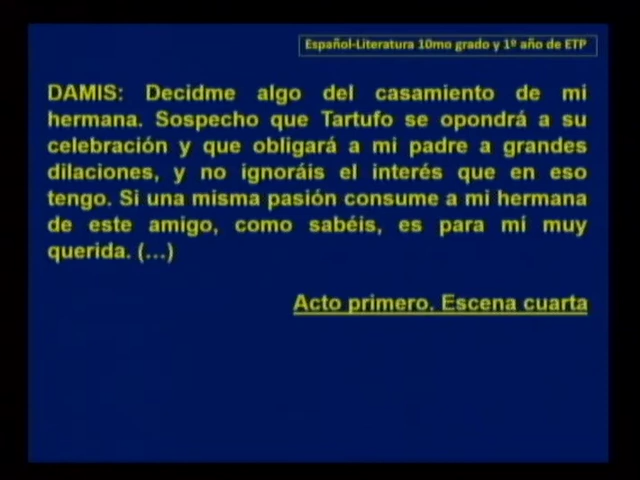 Español-Literatura 10mo grado y 1º año de ETP
DAMIS: Decidme algo del casamiento de mi
hermana. Sospecho que Tartufo se opondrá a su
celebración y que obligará a mi padre a grandes
dilaciones, y no ignoráis el interés que en eso
tengo. Si una misma pasión consume a mi hermana
de este amigo, como sabéis, es para mí muy
querida. (...)
Acto primero. Escena cuarta